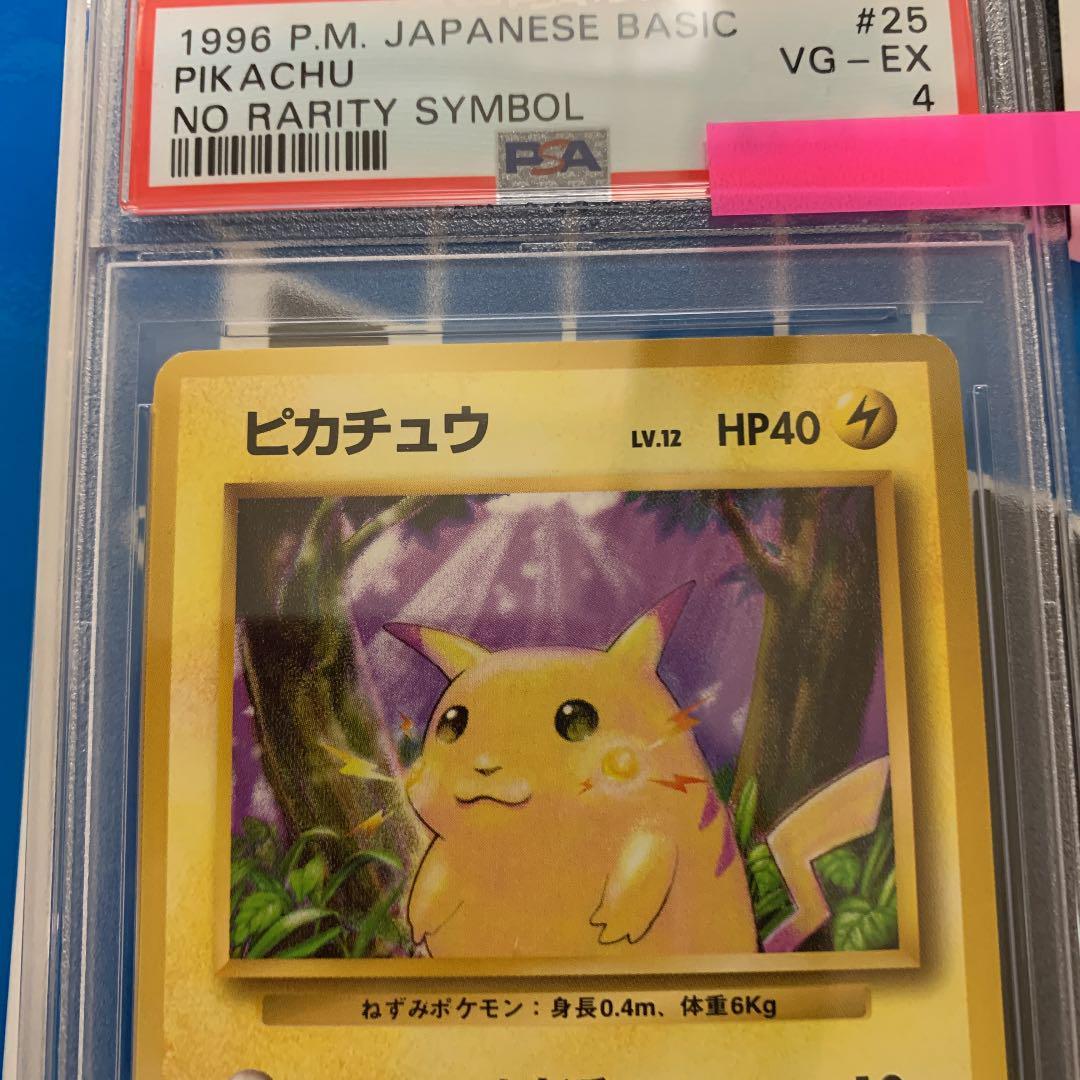 1996 P.M. JAPANESE BASIC #25
PIKACHU VG - EX
NO RARITY SYMBOL 4
PSA
ピカチュウ LV.12 HP40
ねずみポケモン：身長0.4m、体重6Kg